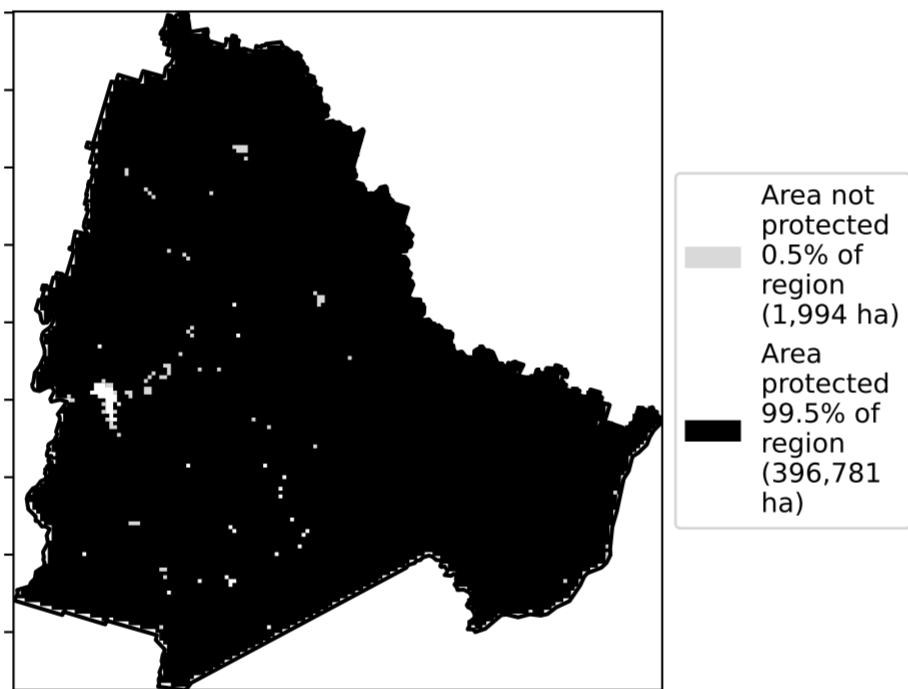 Area not
protected
0.5% of
region
(1,994 ha)
Area
protected
99.5% of
region
(396,781
ha)